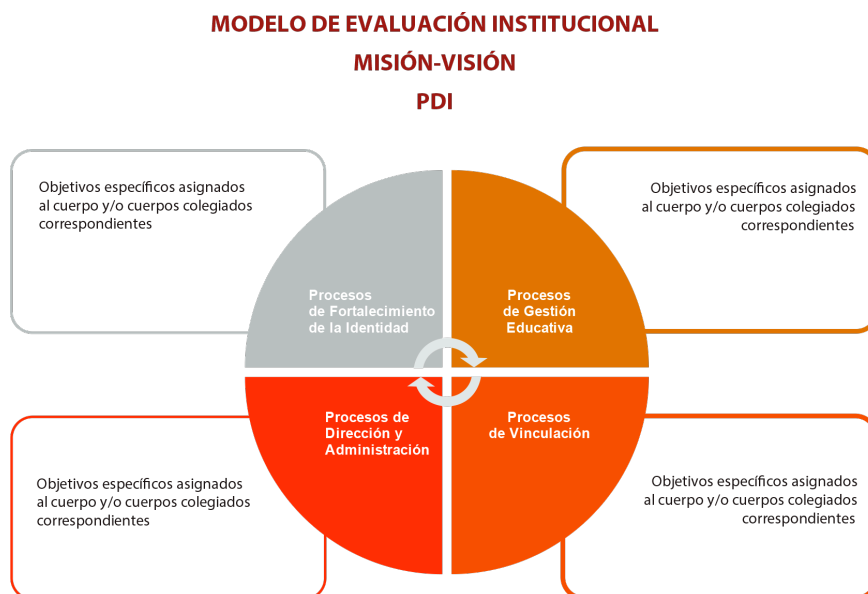 MODELO DE EVALUACIÓN INSTITUCIONAL
MISIÓN-VISIÓN
PDI
Objetivos específicos asignados
al cuerpo y/o cuerpos colegiados
correspondientes
Objetivos específicos asignados
al cuerpo y/o cuerpos colegiados
correspondientes
Procesos
de Fortalecimiento
de la Identidad
Procesos
de Gestión
Educativa
Procesos de
Dirección y
Administración
Procesos
de Vinculación
Objetivos específicos asignados
al cuerpo y/o cuerpos colegiados
correspondientes
Objetivos específicos asignados
al cuerpo y/o cuerpos colegiados
correspondientes